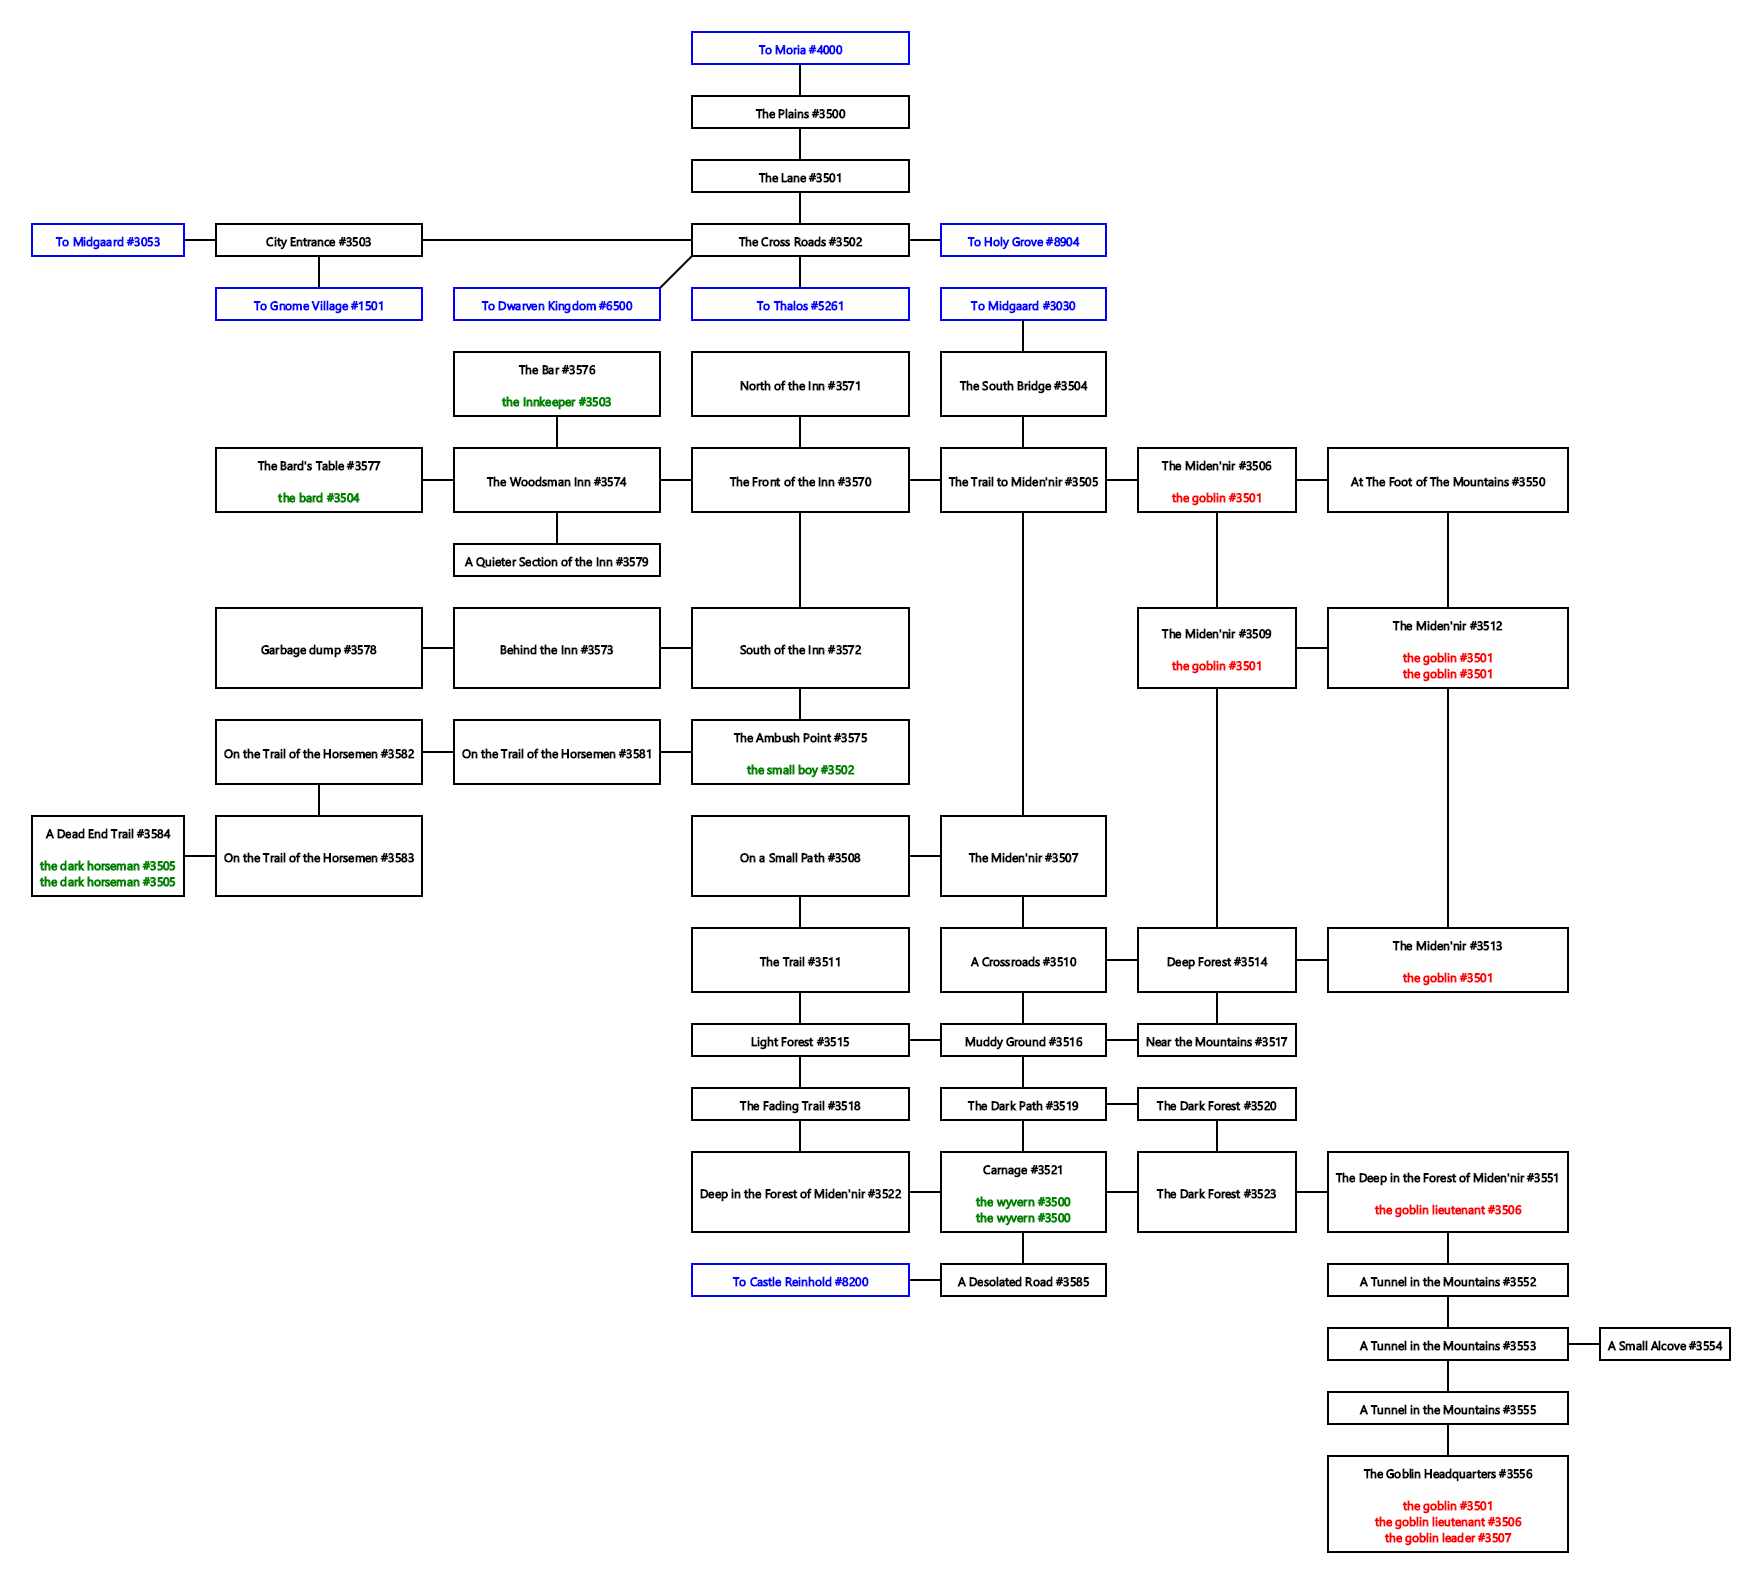 To Moria #4000
The Plains #3500
The Lane #3501
To Midgaard #3053
City Entrance #3503
The Cross Roads #3502
To Holy Grove #8904
To Gnome Village #1501
To Dwarven Kingdom #6500
To Thalos #5261
To Midgaard #3030
The Bar #3576
the Innkeeper #3503
North of the Inn #3571
The South Bridge #3504
The Bard's Table #3577
the bard #3504
The Woodsman Inn #3574
The Front of the Inn #3570
The Trail to Miden'nir #3505
The Miden'nir #3506
the goblin #3501
At The Foot of The Mountains #3550
A Quieter Section of the Inn #3579
Garbage dump #3578
Behind the Inn #3573
South of the Inn #3572
The Miden'nir #3509
the goblin #3501
The Miden'nir #3512
the goblin #3501
the goblin #3501
On the Trail of the Horsemen #3582
On the Trail of the Horsemen #3581
The Ambush Point #3575
the small boy #3502
A Dead End Trail #3584
the dark horseman #3505
the dark horseman #3505
On the Trail of the Horsemen #3583
On a Small Path #3508
The Miden'nir #3507
The Trail #3511
A Crossroads #3510
Deep Forest #3514
The Miden'nir #3513
the goblin #3501
Light Forest #3515
Muddy Ground #3516
Near the Mountains #3517
The Fading Trail #3518
The Dark Path #3519
The Dark Forest #3520
Deep in the Forest of Miden'nir #3522
Carnage #3521
the wyvern #3500
the wyvern #3500
The Dark Forest #3523
The Deep in the Forest of Miden'nir #3551
the goblin lieutenant #3506
To Castle Reinhold #8200
A Desolated Road #3585
A Tunnel in the Mountains #3552
A Tunnel in the Mountains #3553
A Small Alcove #3554
A Tunnel in the Mountains #3555
The Goblin Headquarters #3556
the goblin #3501
the goblin lieutenant #3506
the goblin leader #3507